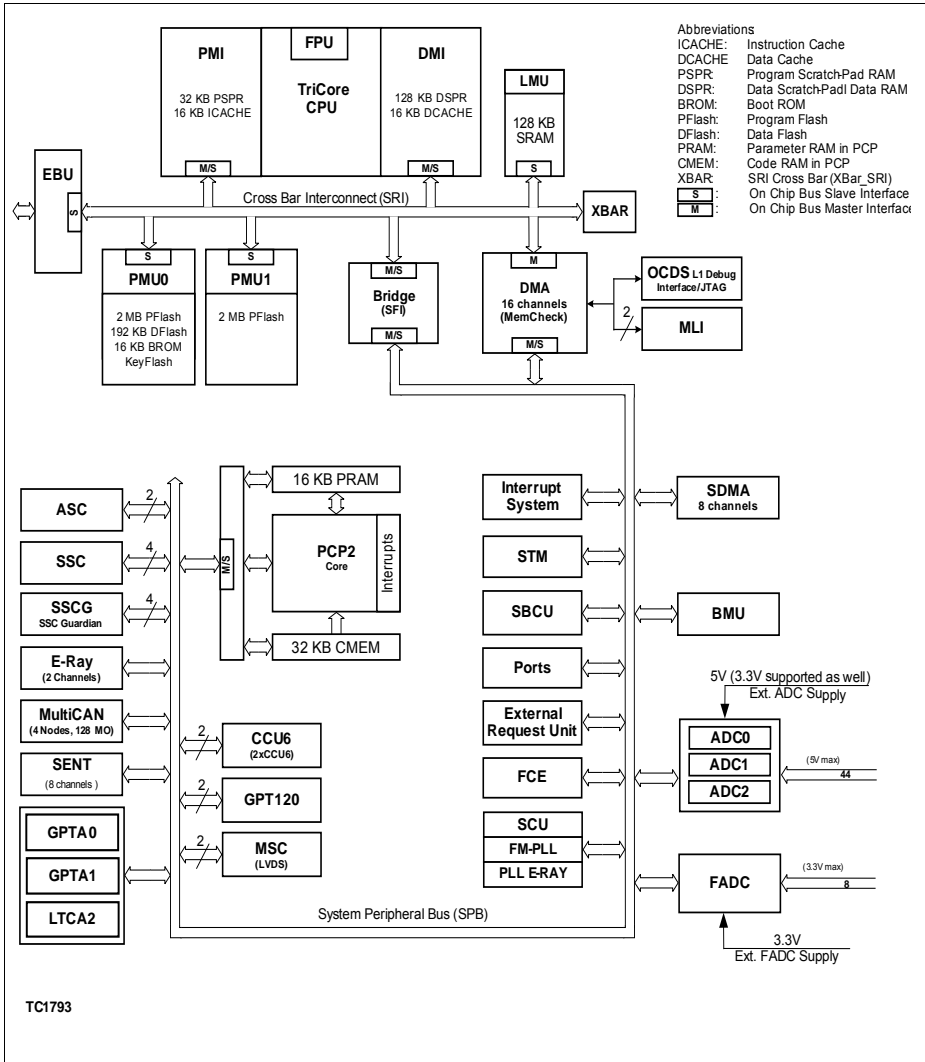 PMI
32 KB PSPR
16 KB ICACHE
M/S
FPU
TriCore
CPU
DMI
128 KB DSPR
16 KB DCACHE
M/S
LMU
128 KB
SRAM
S
Abbreviations
ICACHE: Instruction Cache
DCACHE Data Cache
PSPR: Program Scratch-Pad RAM
DSPR: Data Scratch-Padl Data RAM
BROM: Boot ROM
PFlash: Program Flash
DFlash: Data Flash
PRAM: Parameter RAM in PCP
CMEM: Code RAM in PCP
XBAR: SRI Cross Bar (XBar_SRI)
S : On Chip Bus Slave Interface
M : On Chip Bus Master Interface
EBU
S
Cross Bar Interconnect (SRI)
XBAR
S
PMU0
2 MB PFlash
192 KB DFlash
16 KB BROM
KeyFlash
S
PMU1
2 MB PFlash
M/S
Bridge
(SFI)
M/S
M
DMA
16 channels
(MemCheck)
M/S
OCDS L1 Debug
Interface/JTAG
2
MLI
ASC
2
SSC
4
SSCG
SSC Guardian
4
E-Ray
(2 Channels)
MultiCAN
(4 Nodes, 128 MO)
SENT
(8 channels )
GPTA0
GPTA1
LTCA2
M/S
16 KB PRAM
PCP2
Core
Interrupts
32 KB CMEM
2
CCU6
(2xCCU6)
2
GPT120
2
MSC
(LVDS)
Interrupt
System
STM
SBCU
Ports
External
Request Unit
FCE
SCU
FM-PLL
PLL E-RAY
SDMA
8 channels
BMU
5V (3.3V supported as well)
Ext. ADC Supply
ADC0
ADC1
ADC2
(5V max)
44
FADC
(3.3V max)
8
3.3V
Ext. FADC Supply
System Peripheral Bus (SPB)
TC1793